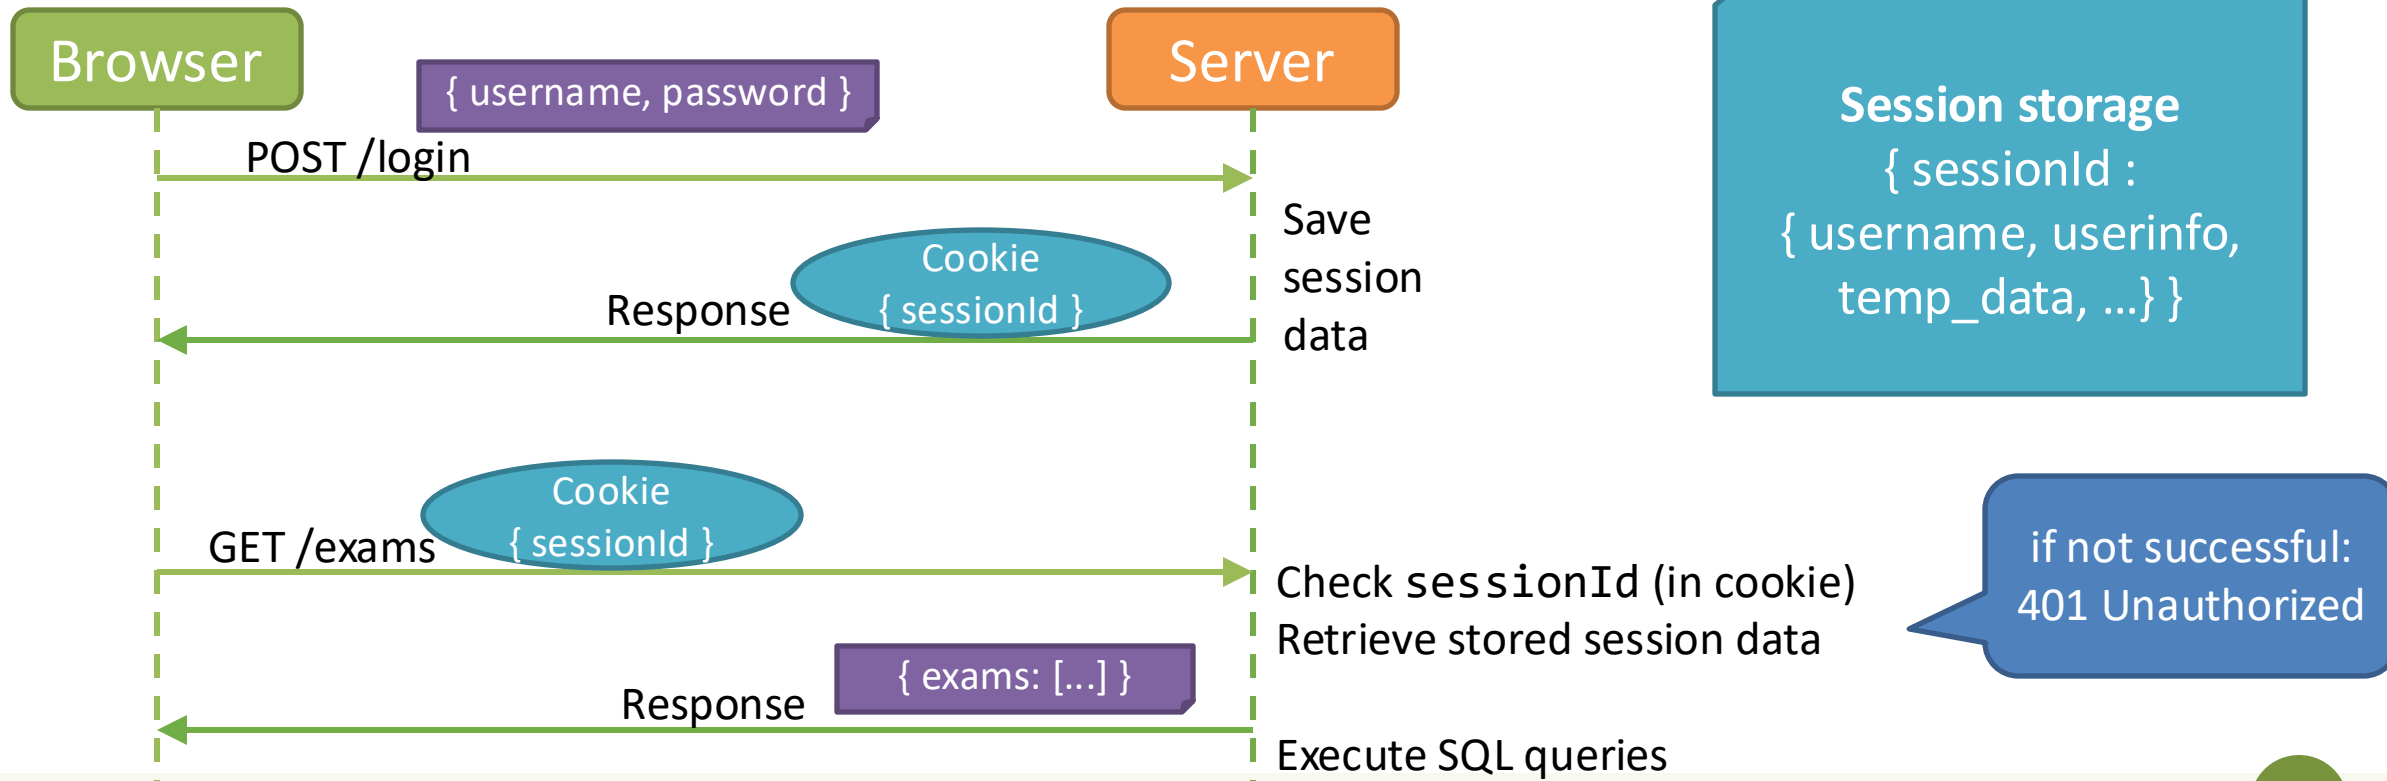 Browser
Server
{ username, password }
POST /login
Session storage
{ sessionId :
{ username, userinfo,
temp_data, ...} }
Save
session
data
Cookie
{ sessionId }
Response
Cookie
{ sessionId }
GET /exams
Check sessionId (in cookie)
Retrieve stored session data
if not successful:
401 Unauthorized
{ exams: [...] }
Response
Execute SQL queries